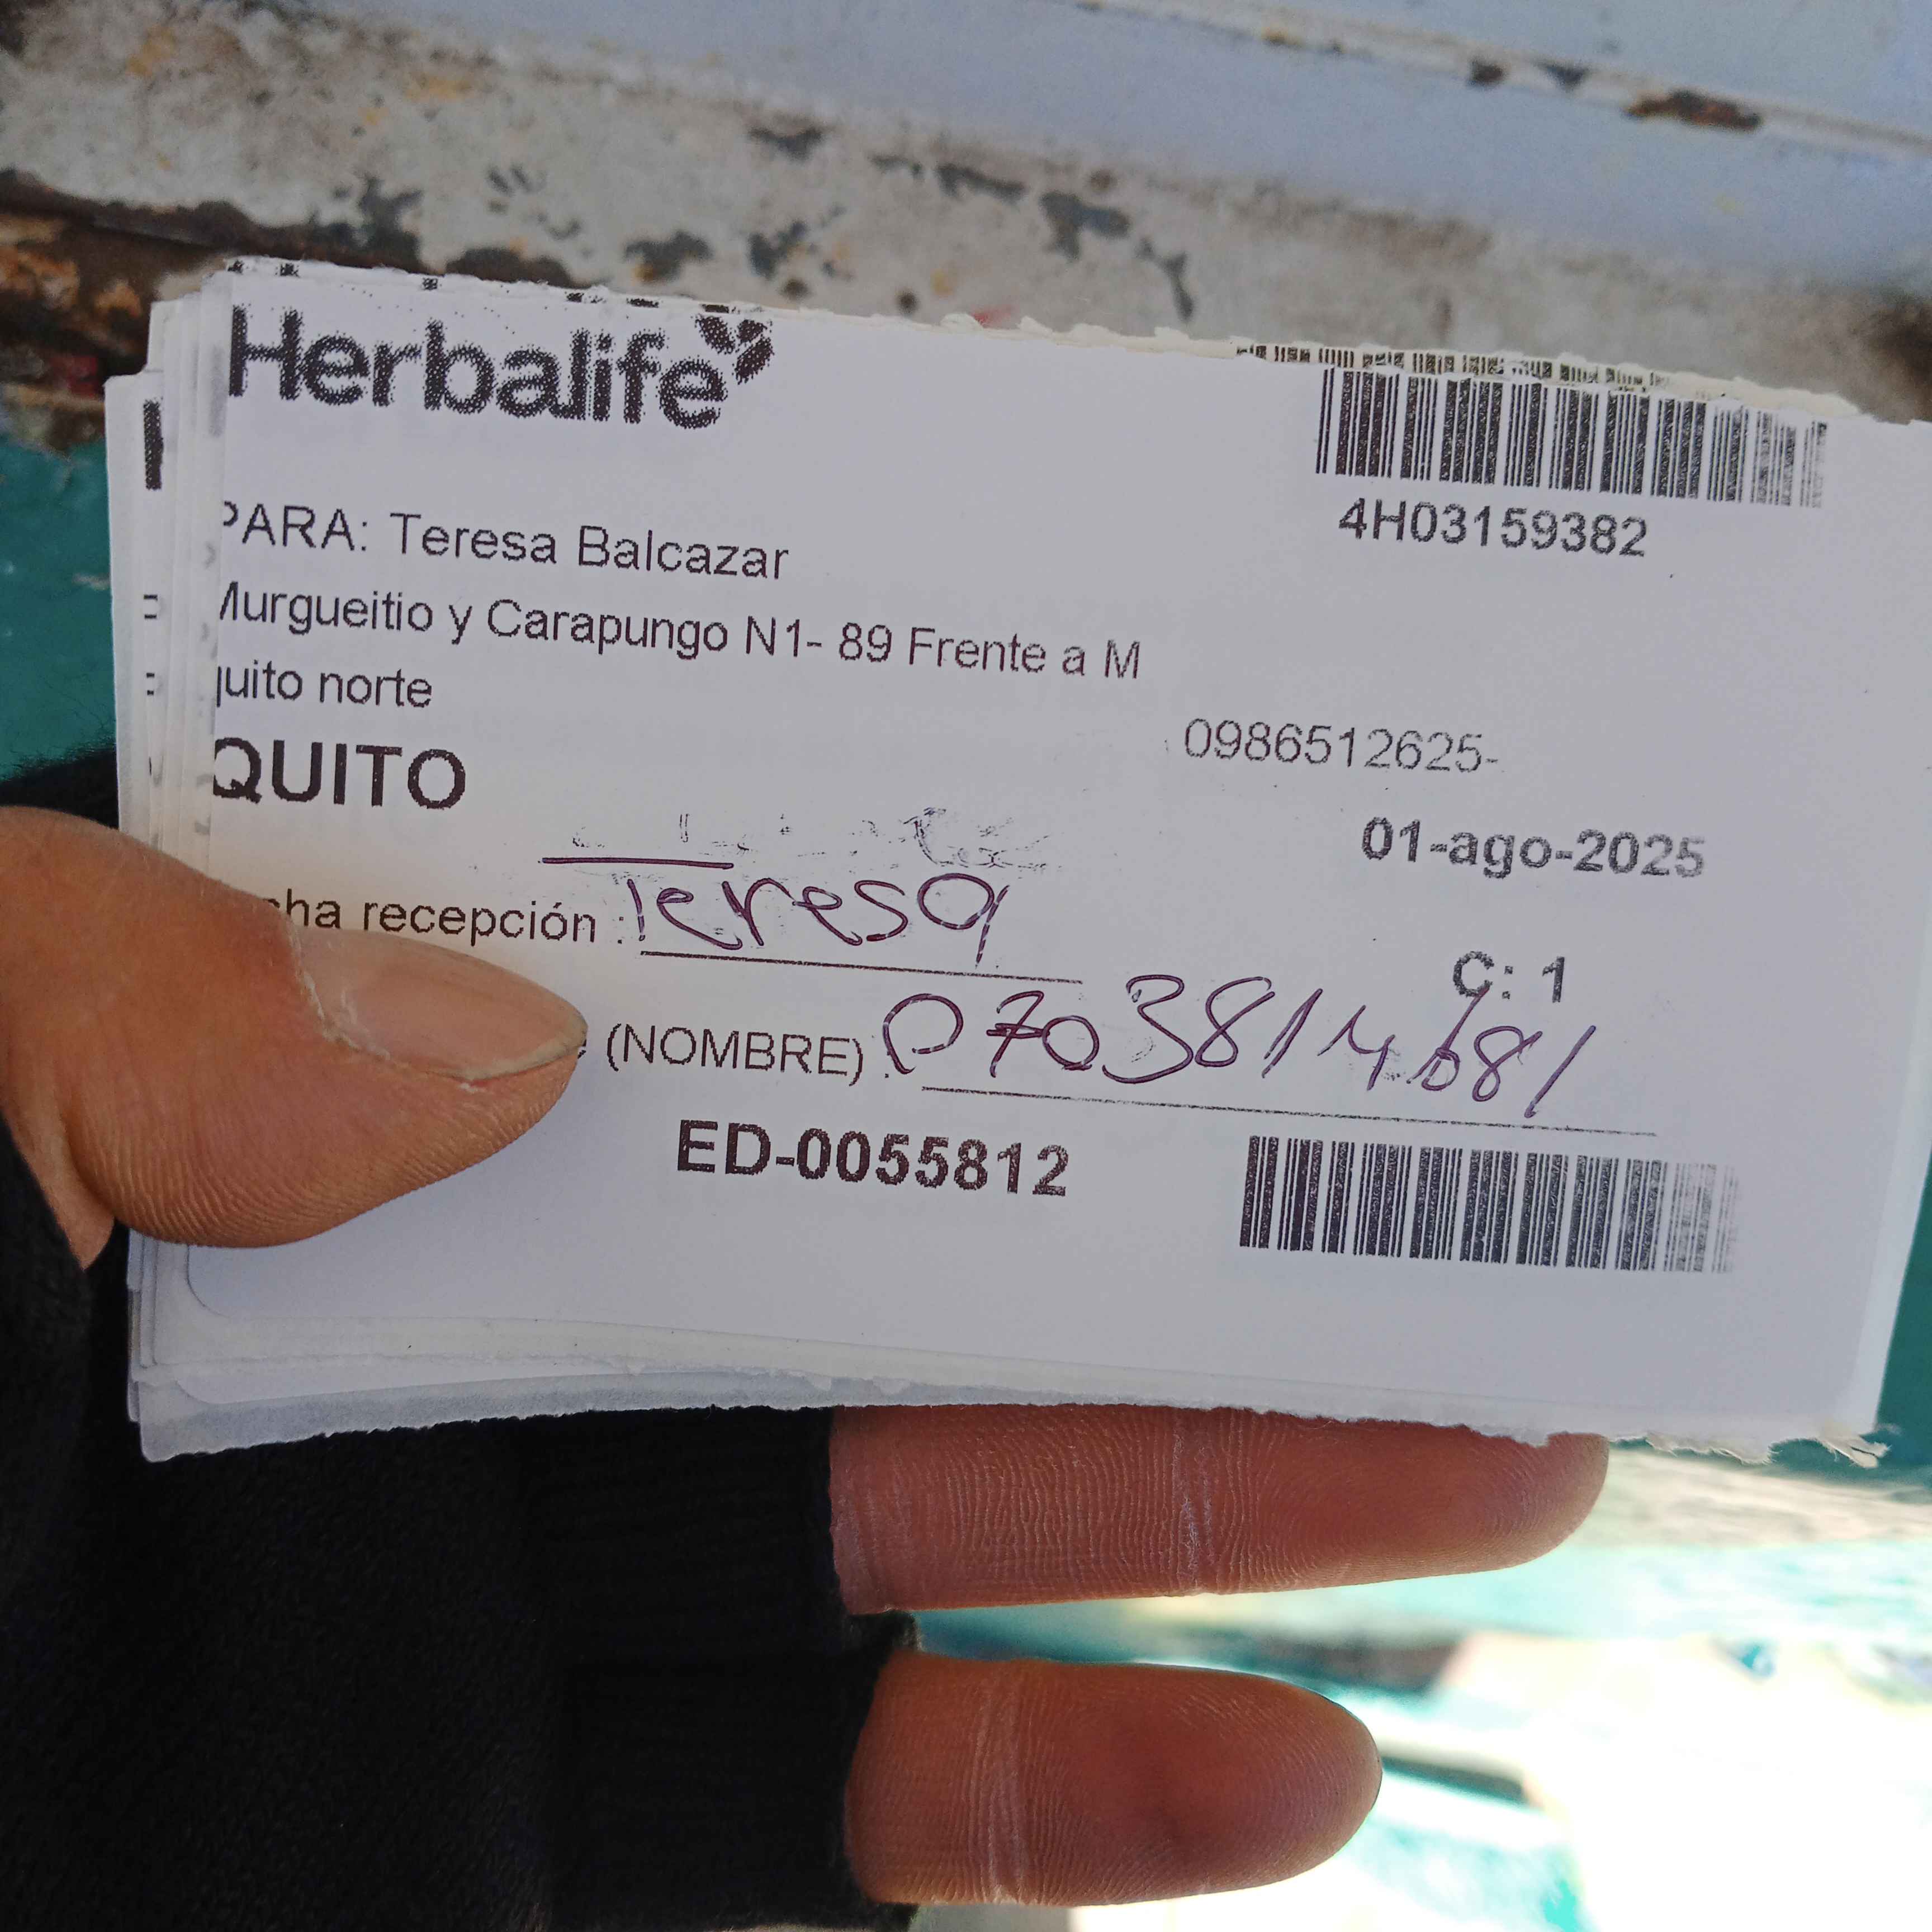 Herbalife
4H03159382
PARA: Teresa Balcazar
Murgueitio y Carapungo N1- 89 Frente a M
quito norte
0986512625-
QUITO
01-ago-2025
cha recepción : Teresa
C: 1
(NOMBRE) : 0703814681
ED-0055812